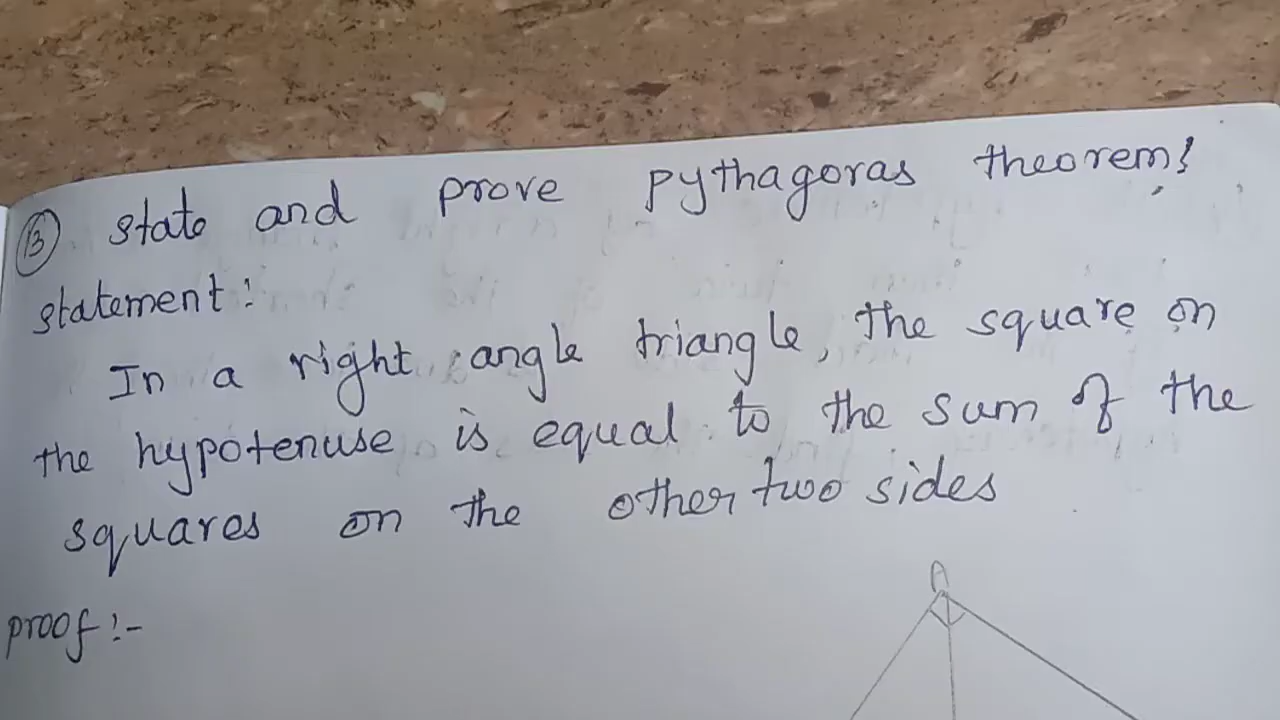 13 state and prove pythagoras theorem!
statement:
In a right angle triangle, the square on
the hypotenuse is equal to the sum of the
squares on the other two sides
proof:-
A